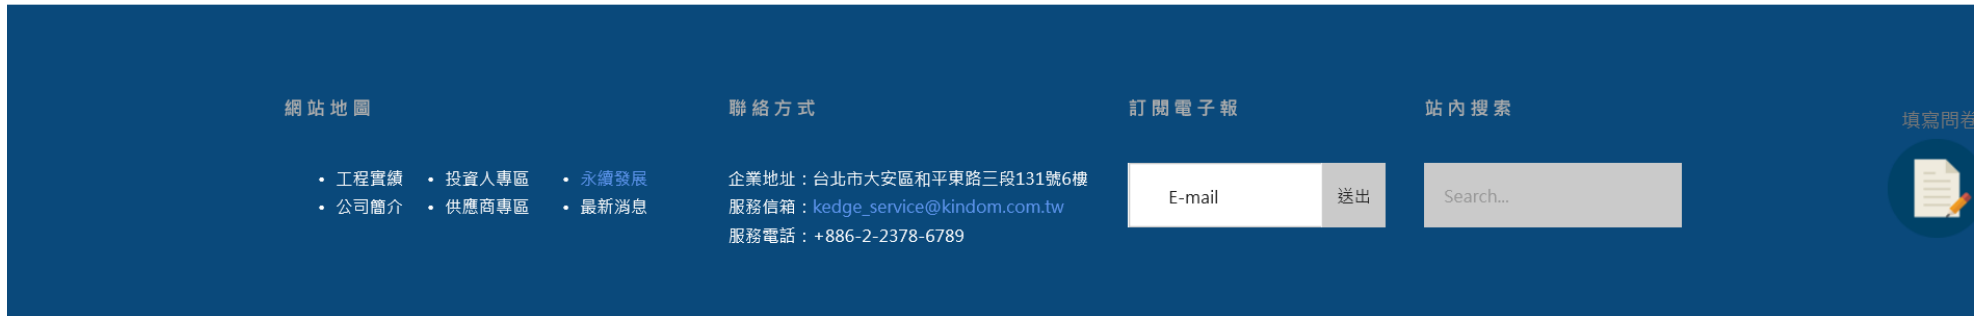 網站地圖
• 工程實績 • 投資人專區 • 永續發展
• 公司簡介 • 供應商專區 • 最新消息
聯絡方式
企業地址：台北市大安區和平東路三段131號6樓
服務信箱：kedge_service@kindom.com.tw
服務電話：+886-2-2378-6789
訂閱電子報
E-mail 送出
站內搜索
Search...
填寫問卷